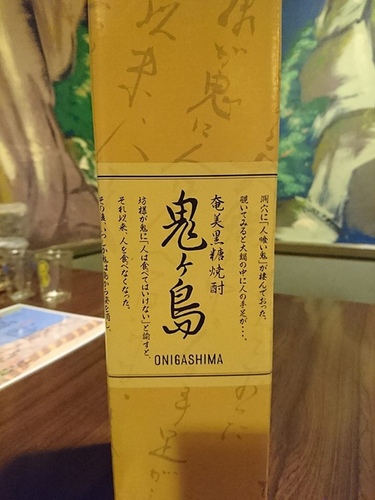 洞穴に「人喰い鬼」が棲んでおった。
覗いてみると大鍋の中に人の手足が・・・。
奄美黒糖焼酎
鬼ヶ島
ONIGASHIMA
坊様が鬼に「人は食べてはいけない」と諭すと、
それ以来、人を食べなくなった。